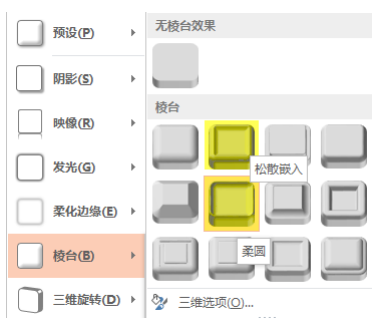 预设(P)
阴影(S)
映像(R)
发光(G)
柔化边缘(E)
棱台(B)
三维旋转(D)
无棱台效果
棱台
松散嵌入
柔圆
三维选项(O)...